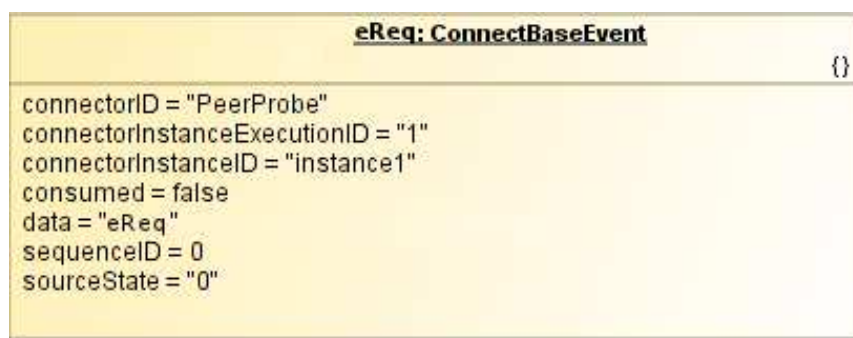 eReq: ConnectBaseEvent
{}
connectorID = "PeerProbe"
connectorInstanceExecutionID = "1"
connectorInstanceID = "instance1"
consumed = false
data = "eReq"
sequenceID = 0
sourceState = "0"